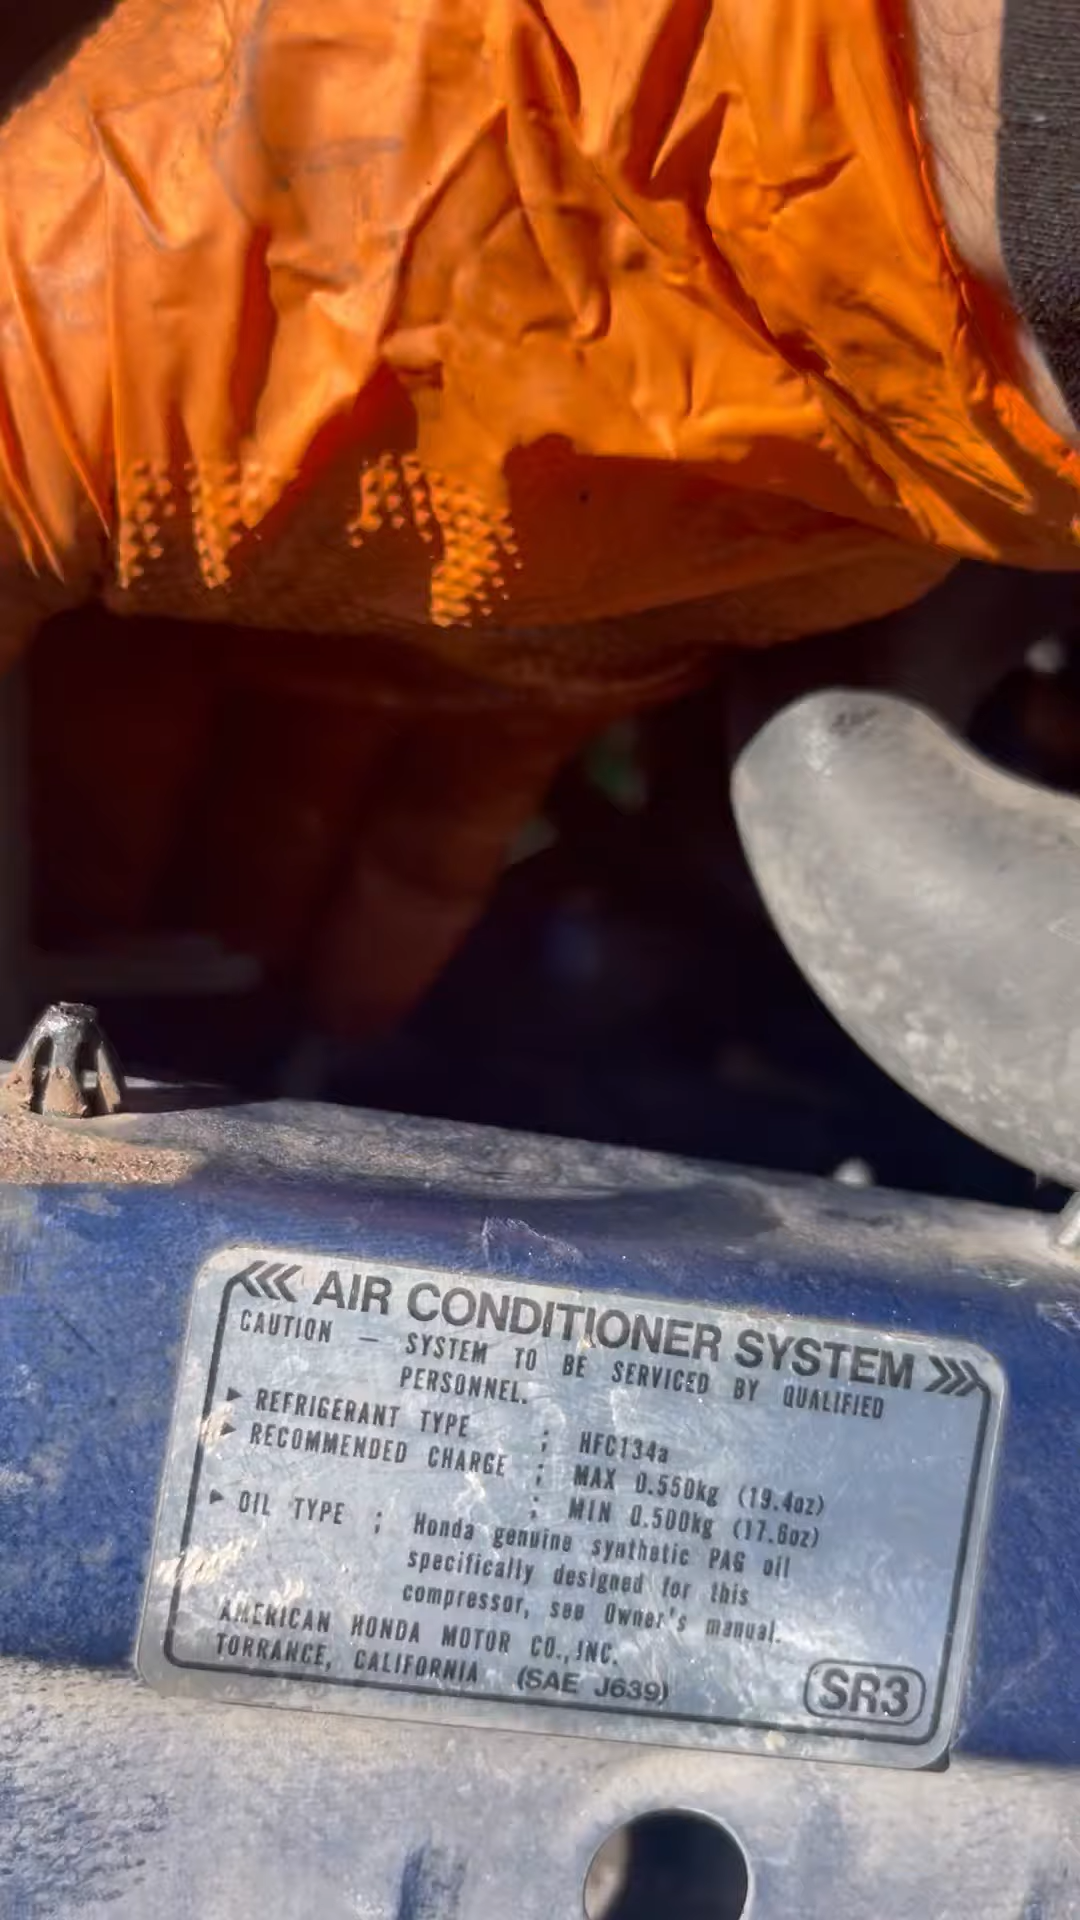 AIR CONDITIONER SYSTEM
CAUTION — SYSTEM TO BE SERVICED BY QUALIFIED
PERSONNEL.
REFRIGERANT TYPE ; HFC134a
RECOMMENDED CHARGE ; MAX 0.550kg (19.4oz)
; MIN 0.500kg (17.6oz)
OIL TYPE ; Honda genuine synthetic PAG oil
specifically designed for this
compressor, see Owner's manual.
AMERICAN HONDA MOTOR CO.,INC.
TORRANCE, CALIFORNIA (SAE J639)
SR3